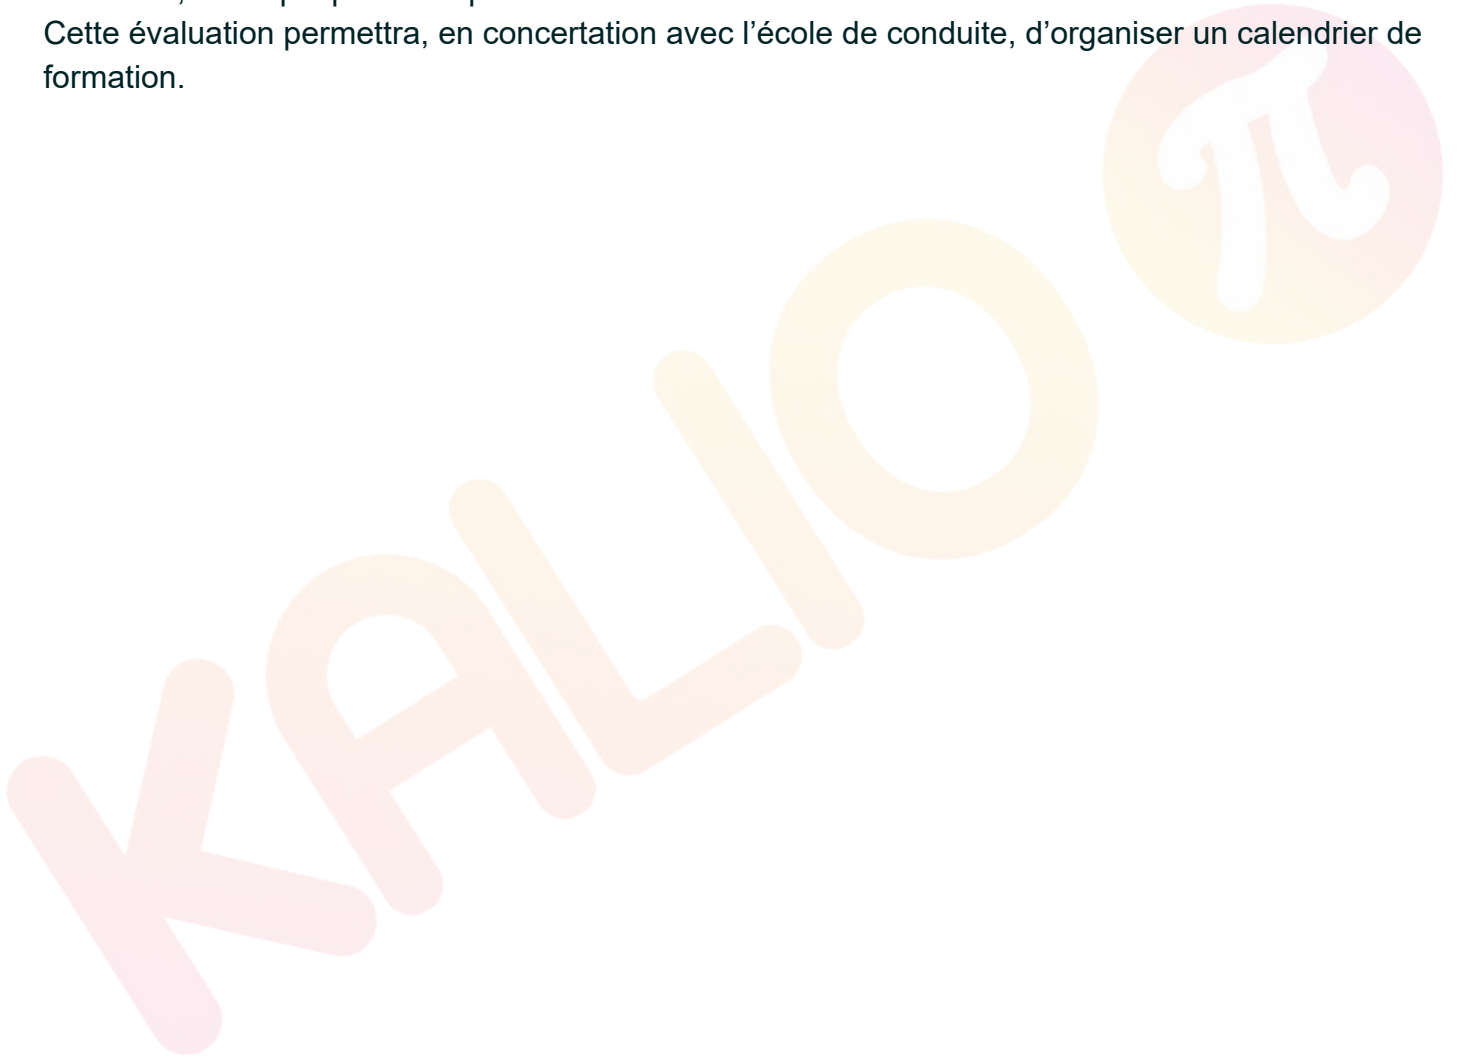 Cette évaluation permettra, en concertation avec l’école de conduite, d’organiser un calendrier de
formation.
KALIO π